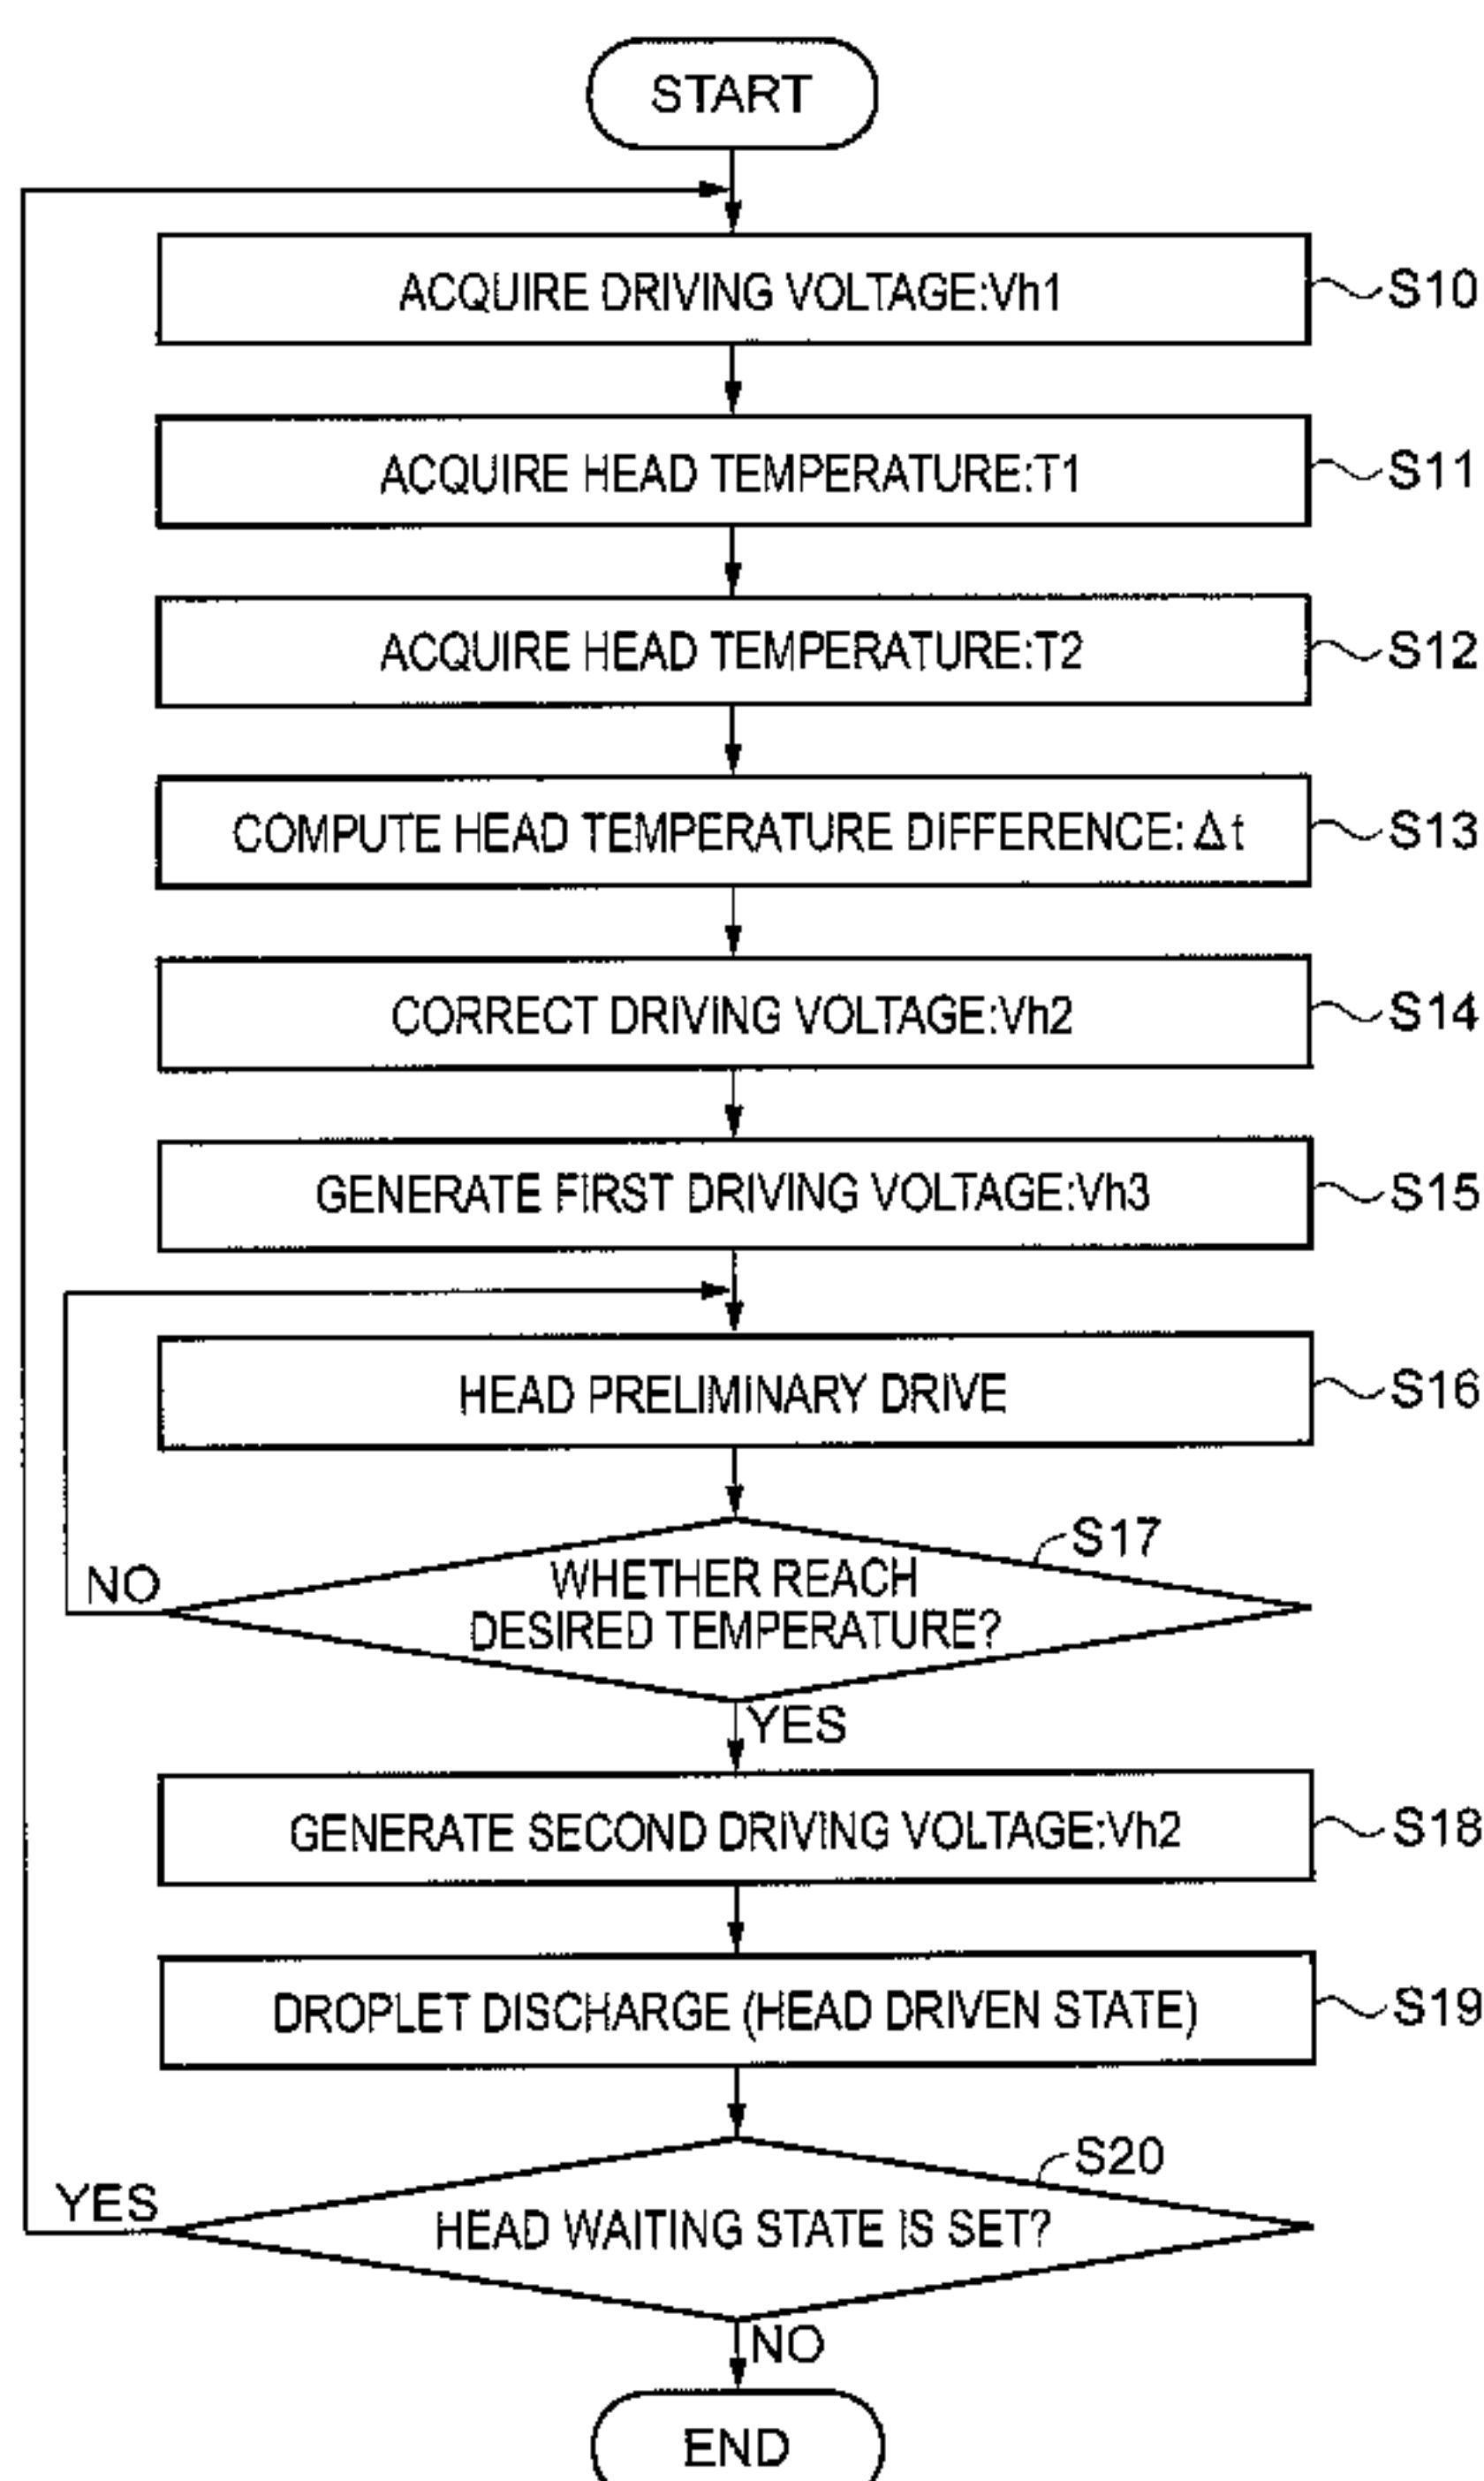 START
ACQUIRE DRIVING VOLTAGE:Vh1
S10
ACQUIRE HEAD TEMPERATURE:T1
S11
ACQUIRE HEAD TEMPERATURE:T2
S12
COMPUTE HEAD TEMPERATURE DIFFERENCE: Δt
S13
CORRECT DRIVING VOLTAGE:Vh2
S14
GENERATE FIRST DRIVING VOLTAGE:Vh3
S15
HEAD PRELIMINARY DRIVE
S16
S17
WHETHER REACH
DESIRED TEMPERATURE?
NO
YES
GENERATE SECOND DRIVING VOLTAGE:Vh2
S18
DROPLET DISCHARGE (HEAD DRIVEN STATE)
S19
S20
YES
HEAD WAITING STATE IS SET?
NO
END